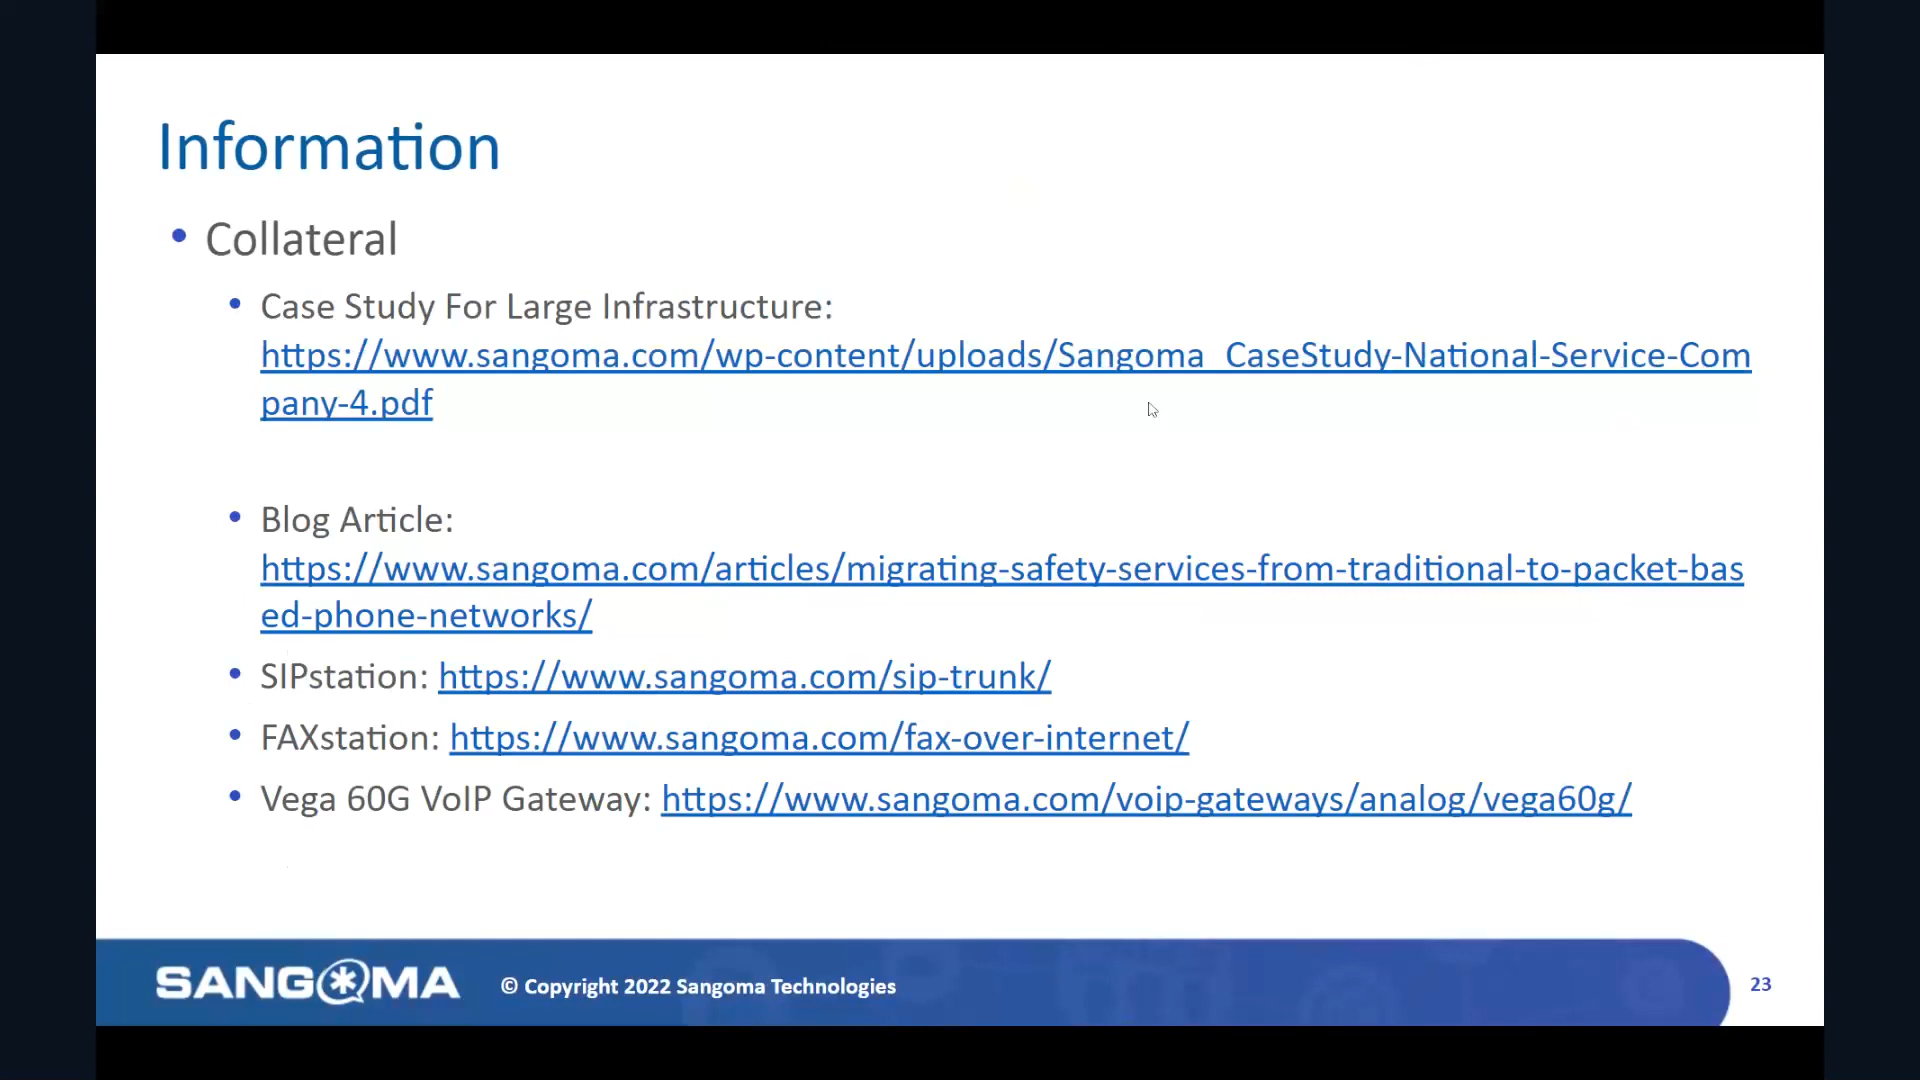 Information
• Collateral
• Case Study For Large Infrastructure:
https://www.sangoma.com/wp-content/uploads/Sangoma_CaseStudy-National-Service-Com
pany-4.pdf
• Blog Article:
https://www.sangoma.com/articles/migrating-safety-services-from-traditional-to-packet-bas
ed-phone-networks/
• SIPstation: https://www.sangoma.com/sip-trunk/
• FAXstation: https://www.sangoma.com/fax-over-internet/
• Vega 60G VoIP Gateway: https://www.sangoma.com/voip-gateways/analog/vega60g/
SANGOMA © Copyright 2022 Sangoma Technologies 23